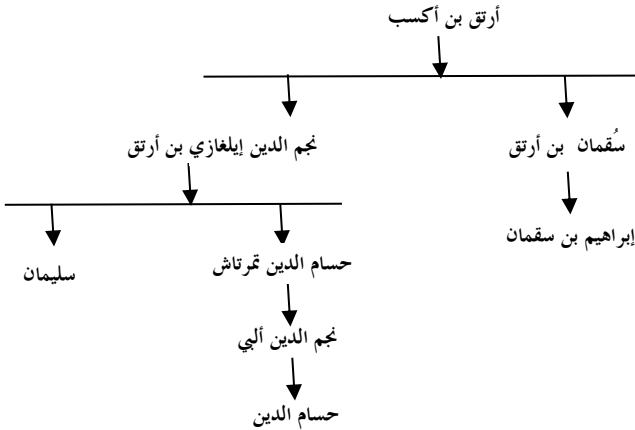 أرتق بن أكسب
سُقمان بن أرتق
نجم الدين إيلغازي بن أرتق
إبراهيم بن سقمان
حسام الدين تمرتاش
سليمان
نجم الدين ألبي
حسام الدين